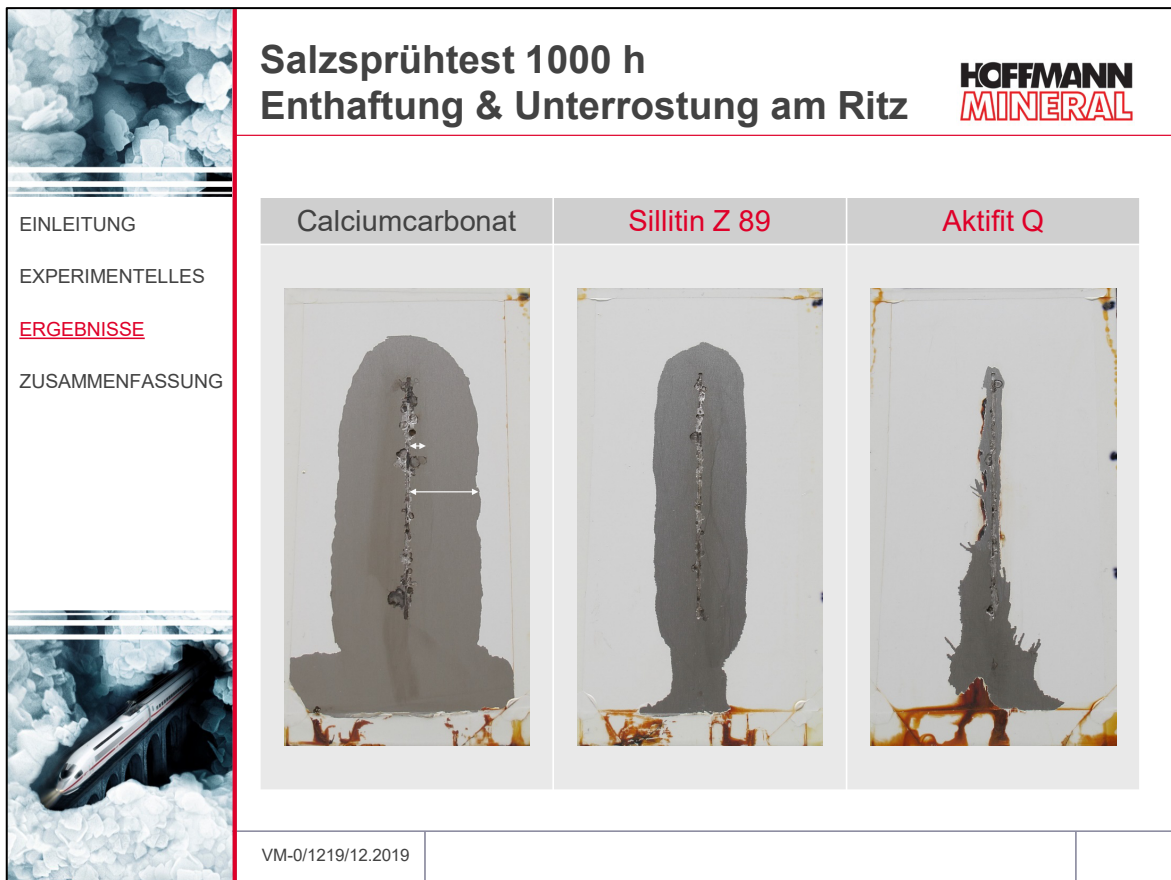 Salzsprühtest 1000 h
Enthaftung & Unterrostung am Ritz
HOFFMANN
MINERAL
EINLEITUNG
EXPERIMENTELLES
ERGEBNISSE
ZUSAMMENFASSUNG
Calciumcarbonat
Sillitin Z 89
Aktifit Q
VM-0/1219/12.2019